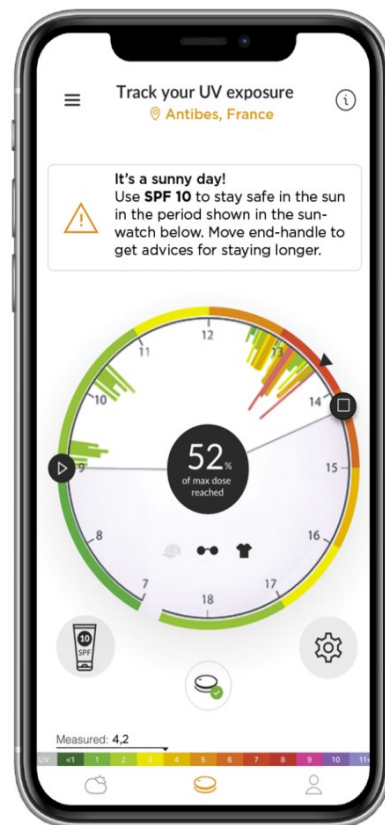 Track your UV exposure
Antibes, France
i
It's a sunny day!
Use SPF 10 to stay safe in the sun
in the period shown in the sun-
watch below. Move end-handle to
get advices for staying longer.
12
11
13
10
14
52%
of max dose
reached
9
15
8
16
7
17
18
10
SPF
Measured: 4,2
UV <1 1 2 3 4 5 6 7 8 9 10 11+